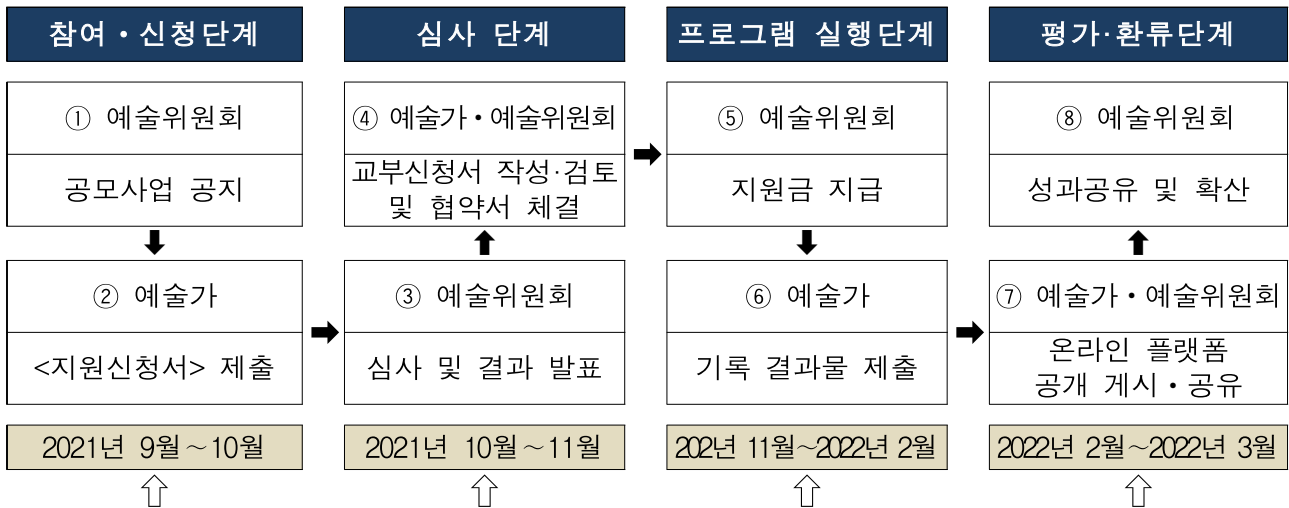 참여・신청단계
심사 단계
프로그램 실행단계
평가·환류단계
① 예술위원회
공모사업 공지
② 예술가
<지원신청서> 제출
③ 예술위원회
심사 및 결과 발표
④ 예술가・예술위원회
교부신청서 작성·검토
및 협약서 체결
⑤ 예술위원회
지원금 지급
⑥ 예술가
기록 결과물 제출
⑦ 예술가・예술위원회
온라인 플랫폼
공개 게시・공유
⑧ 예술위원회
성과공유 및 확산
2021년 9월~10월
2021년 10월~11월
202년 11월~2022년 2월
2022년 2월~2022년 3월